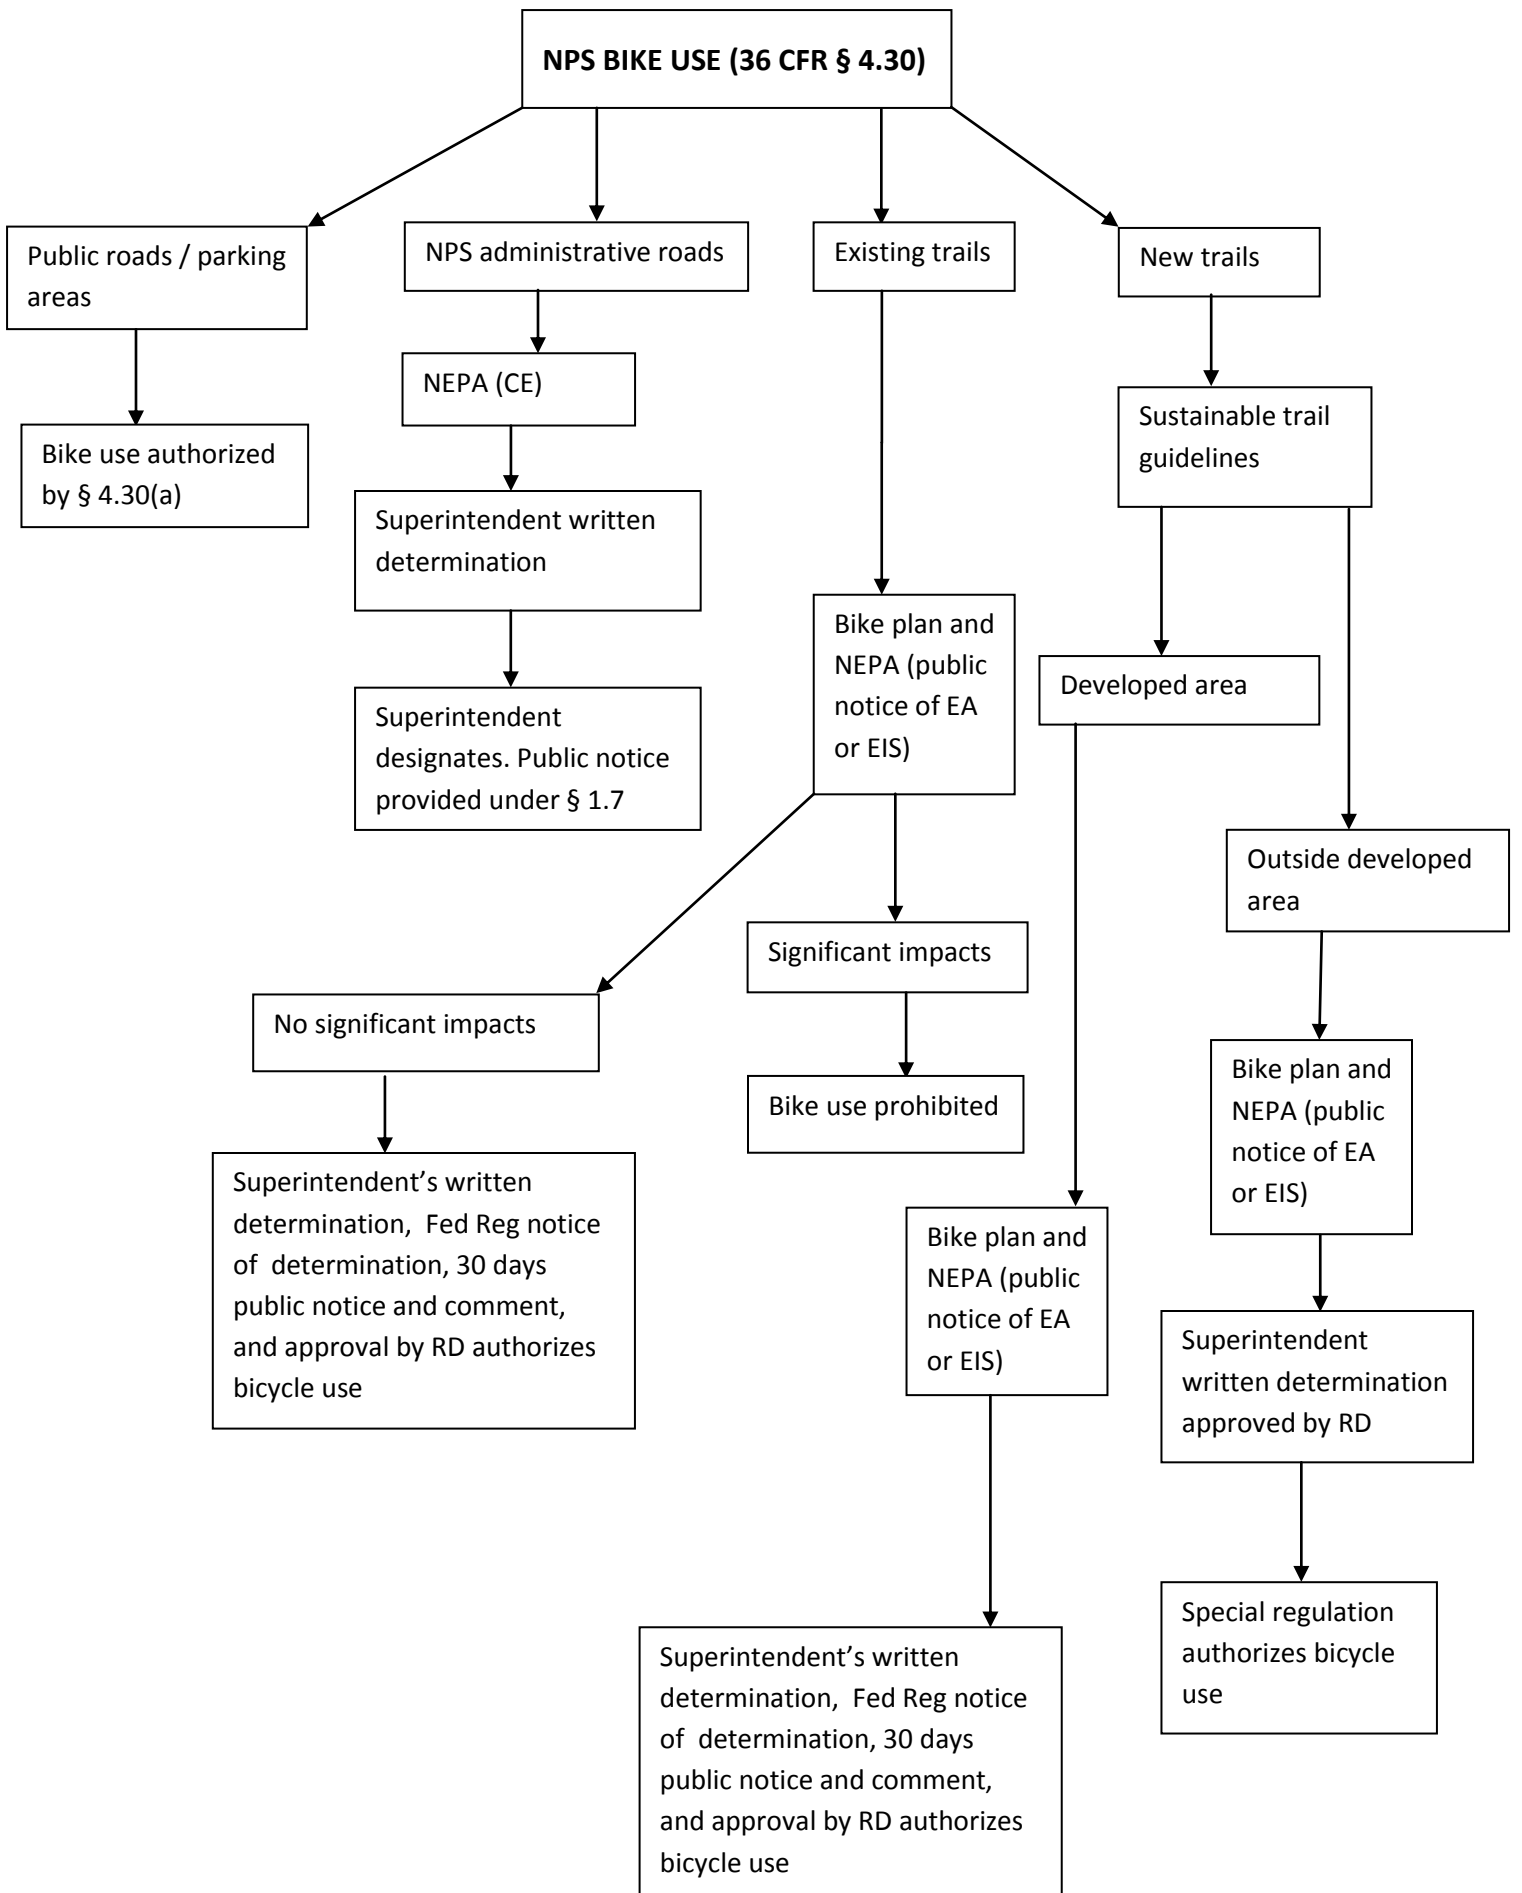 NPS BIKE USE (36 CFR § 4.30)
Public roads / parking
areas
Bike use authorized
by § 4.30(a)
NPS administrative roads
NEPA (CE)
Superintendent written
determination
Superintendent
designates. Public notice
provided under § 1.7
Existing trails
Bike plan and
NEPA (public
notice of EA
or EIS)
No significant impacts
Superintendent’s written
determination,  Fed Reg notice
of  determination, 30 days
public notice and comment,
and approval by RD authorizes
bicycle use
Significant impacts
Bike use prohibited
New trails
Sustainable trail
guidelines
Developed area
Bike plan and
NEPA (public
notice of EA
or EIS)
Superintendent’s written
determination,  Fed Reg notice
of  determination, 30 days
public notice and comment,
and approval by RD authorizes
bicycle use
Outside developed
area
Bike plan and
NEPA (public
notice of EA
or EIS)
Superintendent
written determination
approved by RD
Special regulation
authorizes bicycle
use